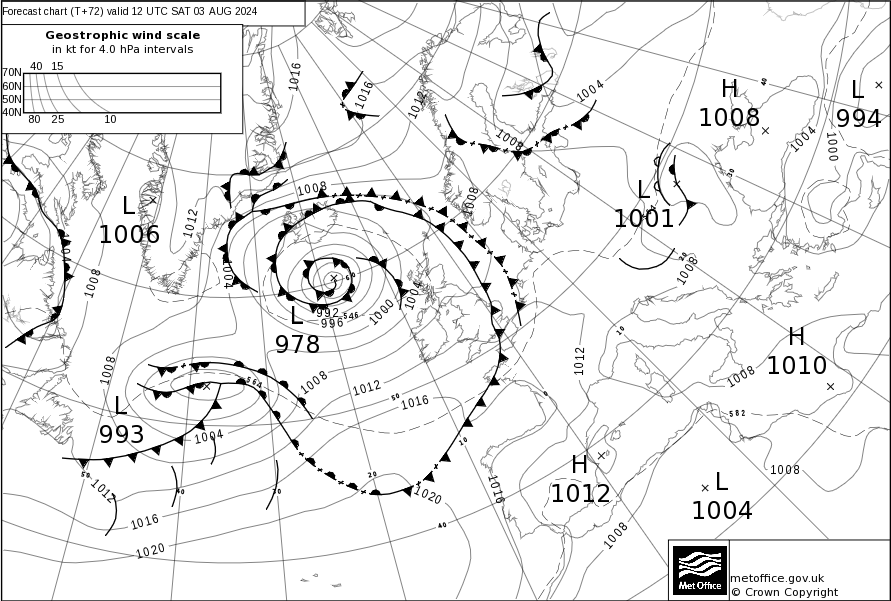 Forecast chart (T+72) valid 12 UTC SAT 03 AUG 2024
Geostrophic wind scale
in kt for 4.0 hPa intervals
40 15
70N
60N
50N
40N
80 25 10
1016
1016
1012
1004
1008
H
1008
40
L
994
1004
1000
30
1008
1008
L
1006
1012
L
1001
1008
1004
1008
20
60
1004
992
546
996
1000
L
978
10
1012
H
1010
1008
1008
564
1008
1012
50
1016
0
582
L
993
1004
10
50
1012
40
30
20
1020
1016
40
1016
1020
H
1012
1008
L
1004
1008
Met Office
metoffice.gov.uk
© Crown Copyright